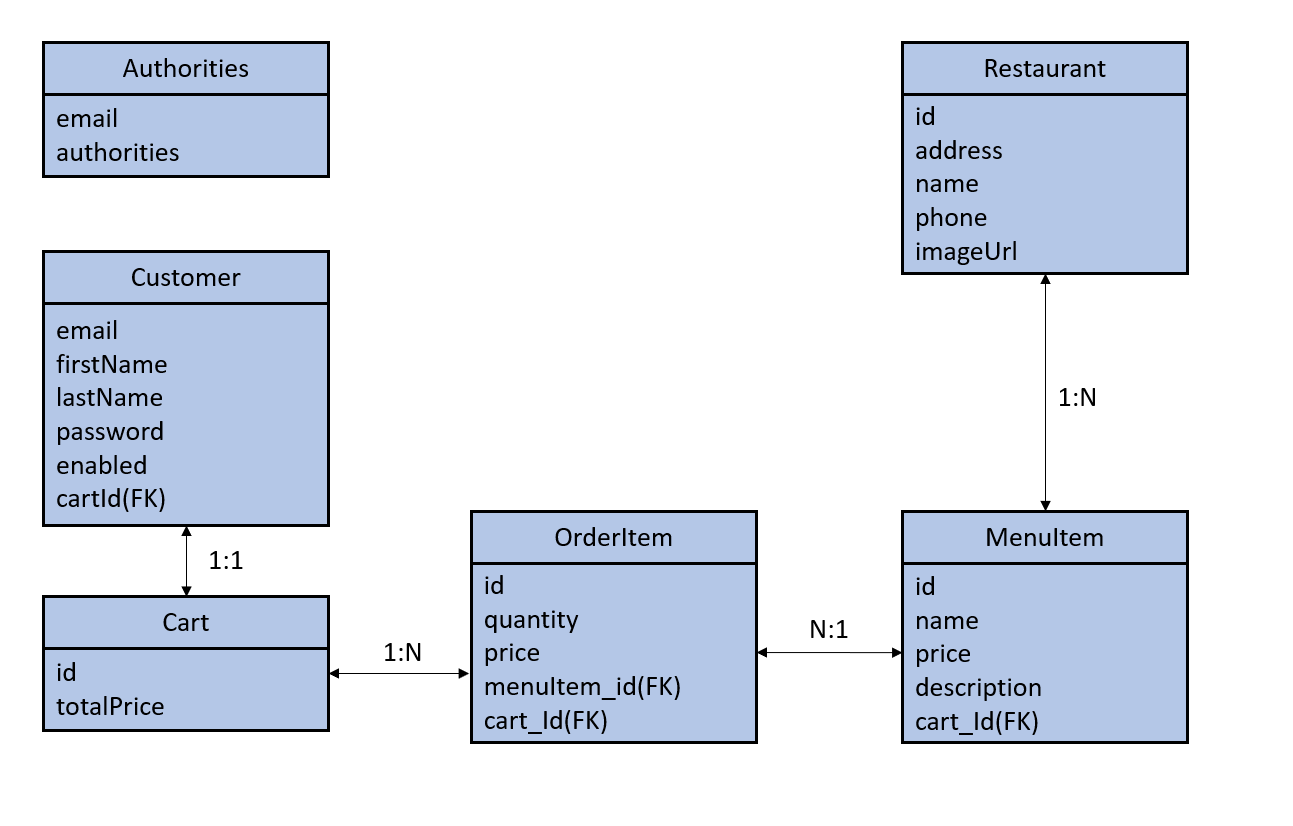 Authorities
email
authorities
Restaurant
id
address
name
phone
imageUrl
Customer
email
firstName
lastName
password
enabled
cartId(FK)
1:1
1:N
Cart
id
totalPrice
1:N
OrderItem
id
quantity
price
menuItem_id(FK)
cart_Id(FK)
N:1
MenuItem
id
name
price
description
cart_Id(FK)